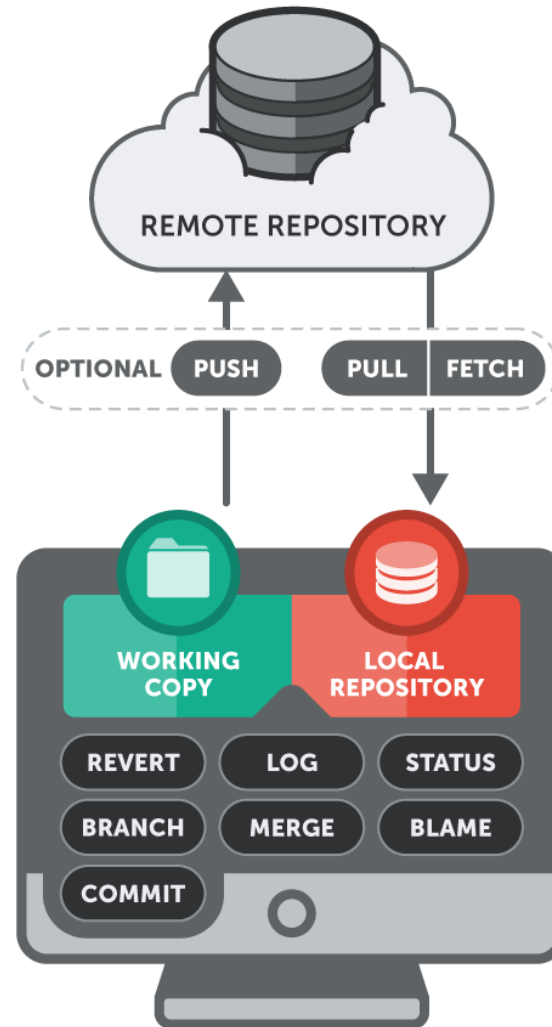 REMOTE REPOSITORY
OPTIONAL PUSH PULL FETCH
WORKING
COPY
LOCAL
REPOSITORY
REVERT LOG STATUS
BRANCH MERGE BLAME
COMMIT